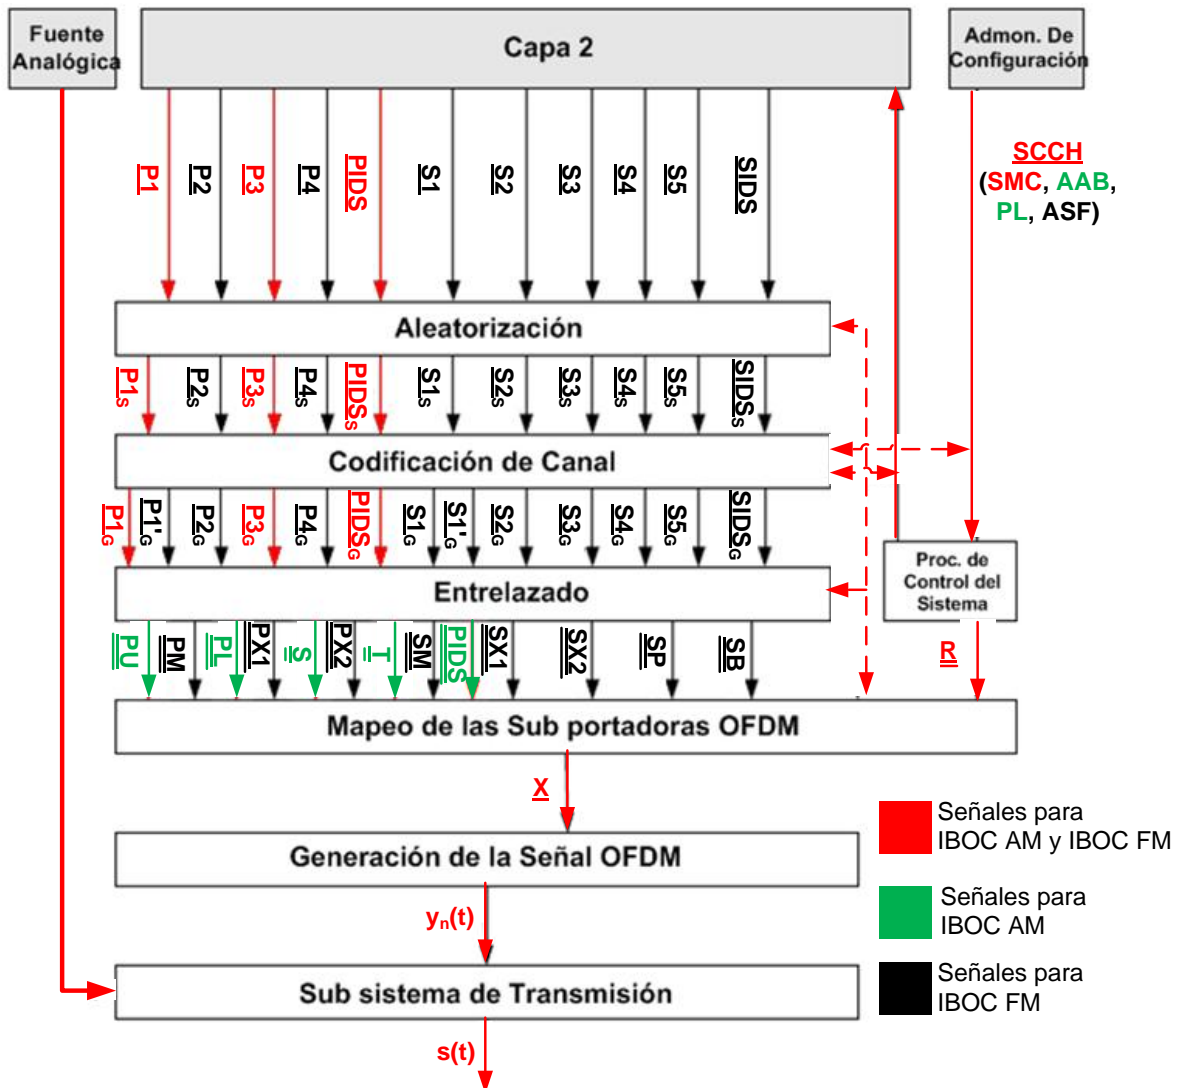 Fuente
Analógica
Capa 2
Admon. De
Configuración
P1
P2
P3
P4
PIDS
S1
S2
S3
S4
S5
SIDS
SCCH
(SMC, AAB,
PL, ASF)
Aleatorización
P1S
P2S
P3S
P4S
PIDSS
S1S
S2S
S3S
S4S
S5S
SIDSS
Codificación de Canal
P1G
P1'G
P2G
P3G
P4G
PIDSG
S1G
S1'G
S2G
S3G
S4G
S5G
SIDSG
Entrelazado
Proc. de
Control del
Sistema
PU
PM
PL
PX1
S
PX2
T
SM
PIDS
SX1
SX2
SP
SB
R
Mapeo de las Sub portadoras OFDM
X
Generación de la Señal OFDM
yn(t)
Sub sistema de Transmisión
s(t)
Señales para
IBOC AM y IBOC FM
Señales para
IBOC AM
Señales para
IBOC FM